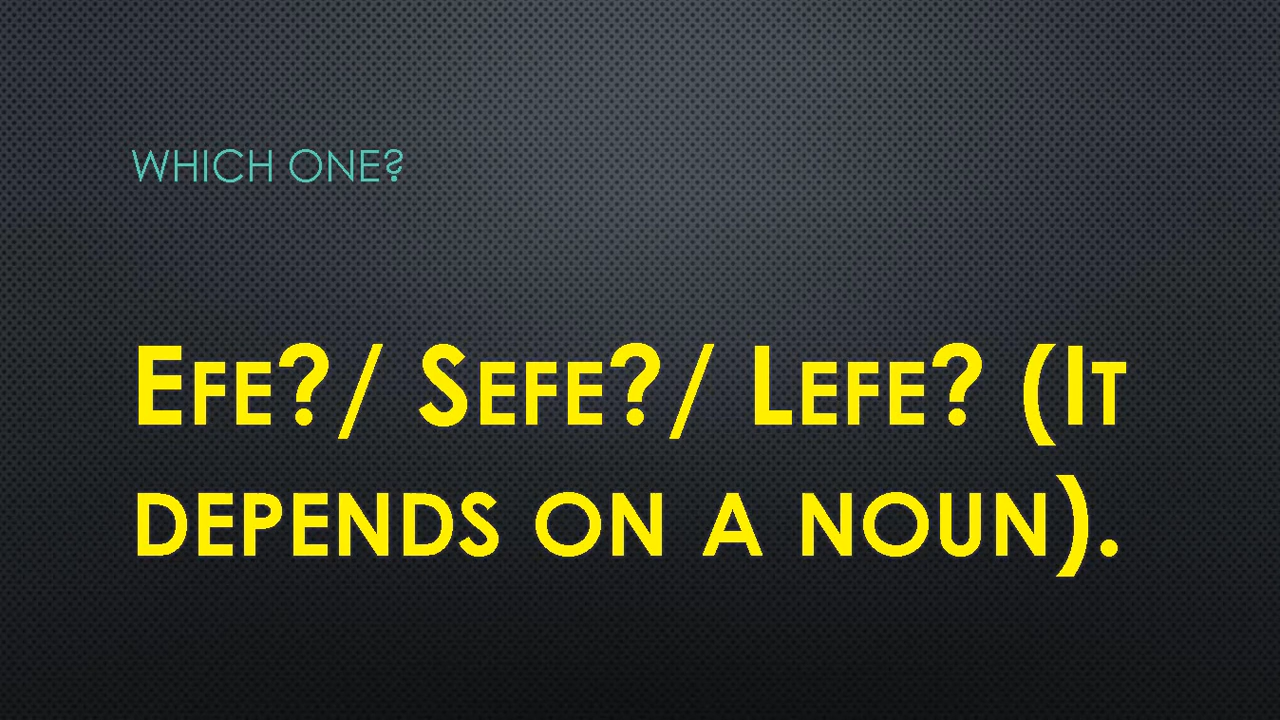 WHICH ONE?
EFE?/ SEFE?/ LEFE? (IT
DEPENDS ON A NOUN).